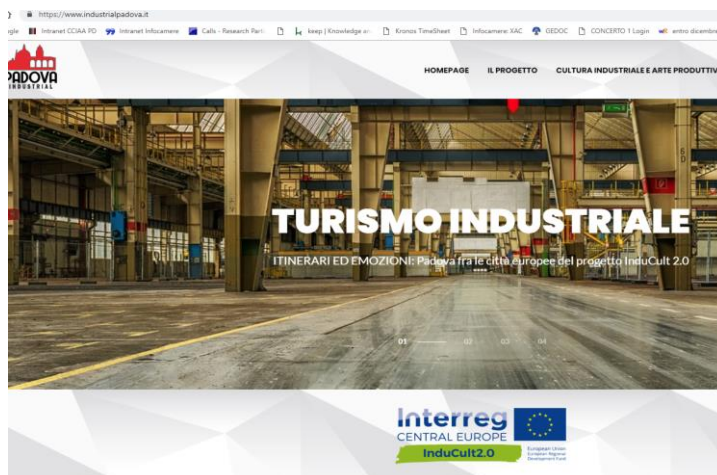 https://www.industrialpadova.it
gle Intranet CCIAA PD Intranet Infocamere Calls - Research Part keep | Knowledge an Kronos TimeSheet Infocamere: XAC GEDOC CONCERTO 1 Login entro dicembre
PADOVA
INDUSTRIAL
HOMEPAGE IL PROGETTO CULTURA INDUSTRIALE E ARTE PRODUTTIV
TURISMO INDUSTRIALE
ITINERARI ED EMOZIONI: Padova fra le città europee del progetto InduCult 2.0
01 02 03 04
Interreg
CENTRAL EUROPE
InduCult2.0
European Union
European Regional
Development Fund